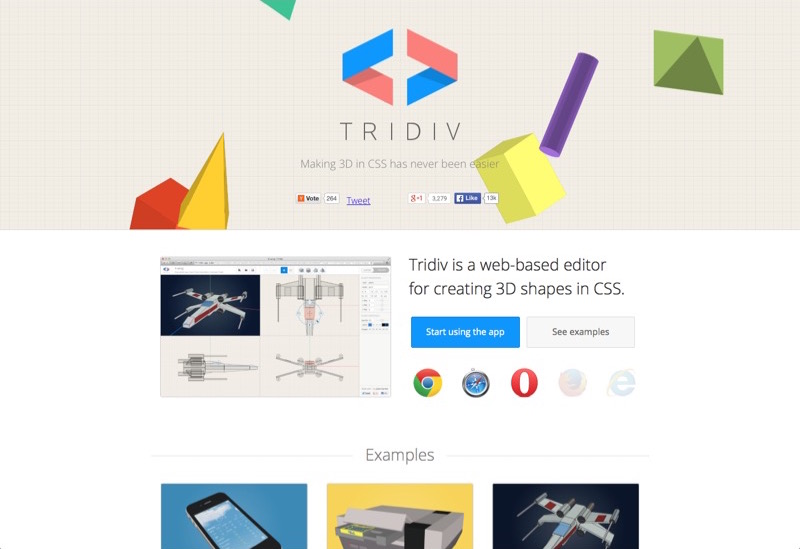 TRIDIV
Making 3D in CSS has never been easier
Vote 264 Tweet g+1 3,279 Like 13k
Tridiv is a web-based editor
for creating 3D shapes in CSS.
Start using the app See examples
Examples